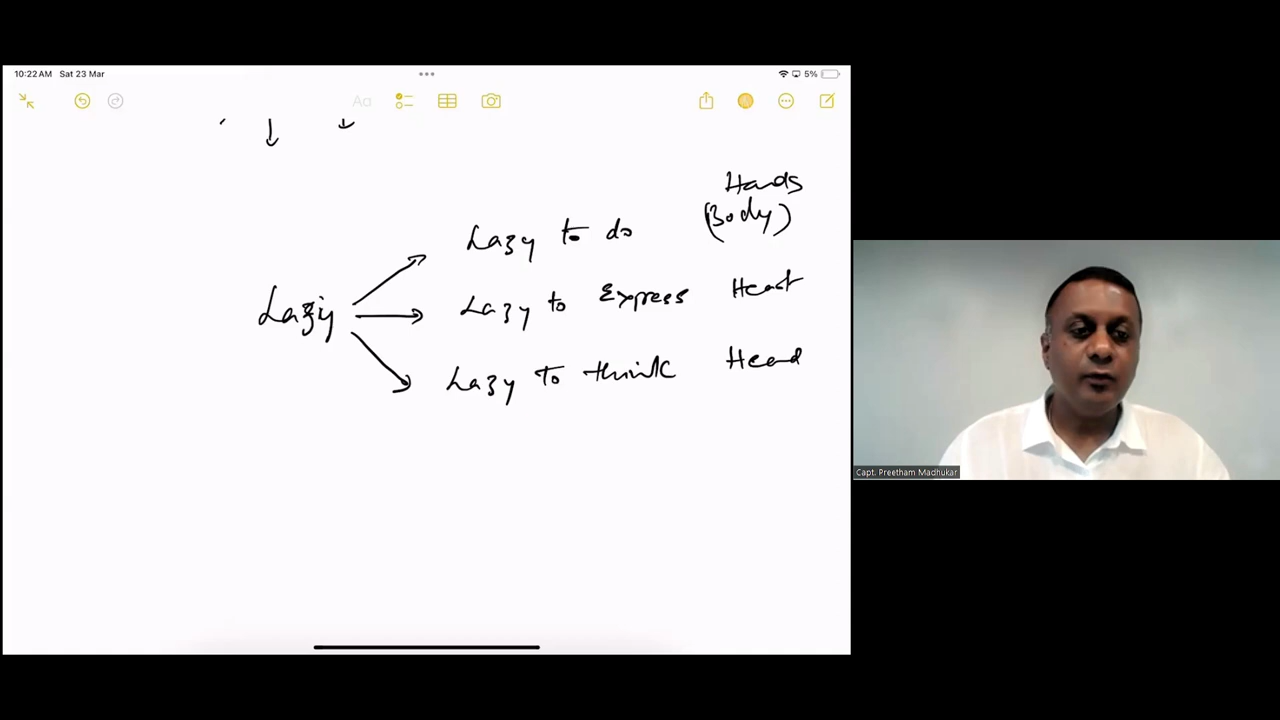 10:22 AM Sat 23 Mar
5%
Aa
Hands
Lazy to do (Body)
Lazy to Express Heart
Lazy
Lazy to think Head
Capt. Preetham Madhukar